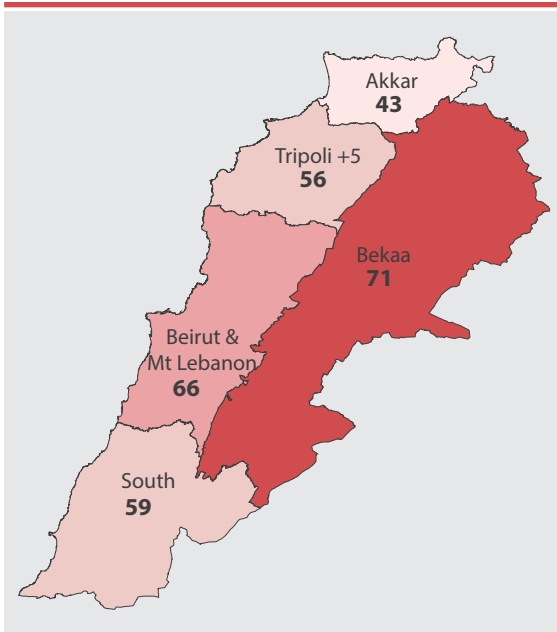 Akkar
43
Tripoli +5
56
Bekaa
71
Beirut &
Mt Lebanon
66
South
59